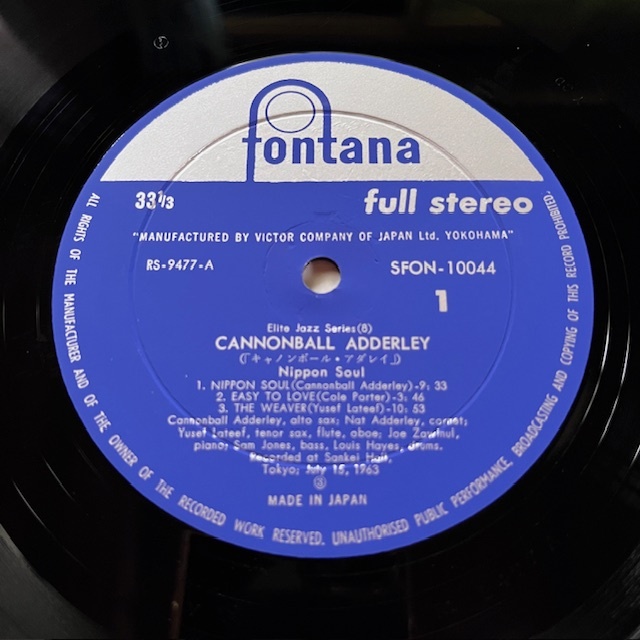 fontana
33 1/3
full stereo
"MANUFACTURED BY VICTOR COMPANY OF JAPAN Ltd. YOKOHAMA"
RS-9477-A
SFON-10044
1
Elite Jazz Series(8)
CANNONBALL ADDERLEY
(「キャノンボール・アダレイ」)
Nippon Soul
1. NIPPON SOUL(Cannonball Adderley)-9: 33
2. EASY TO LOVE(Cole Porter)-3; 46
3. THE WEAVER(Yusef Lateef)-10: 53
Cannonball Adderley, alto sax; Nat Adderley, cornet;
Yusef Lateef, tenor sax, flute, oboe; Joe Zawinul,
piano; Sam Jones, bass, Louis Hayes, drums.
Recorded at Sankei Hall,
Tokyo; July 15, 1963
MADE IN JAPAN
ALL RIGHTS OF THE MANUFACTURER AND OF THE OWNER OF THE RECORDED WORK RESERVED. UNAUTHORISED PUBLIC PERFORMANCE, BROADCASTING AND COPYING OF THIS RECORD PROHIBITED.